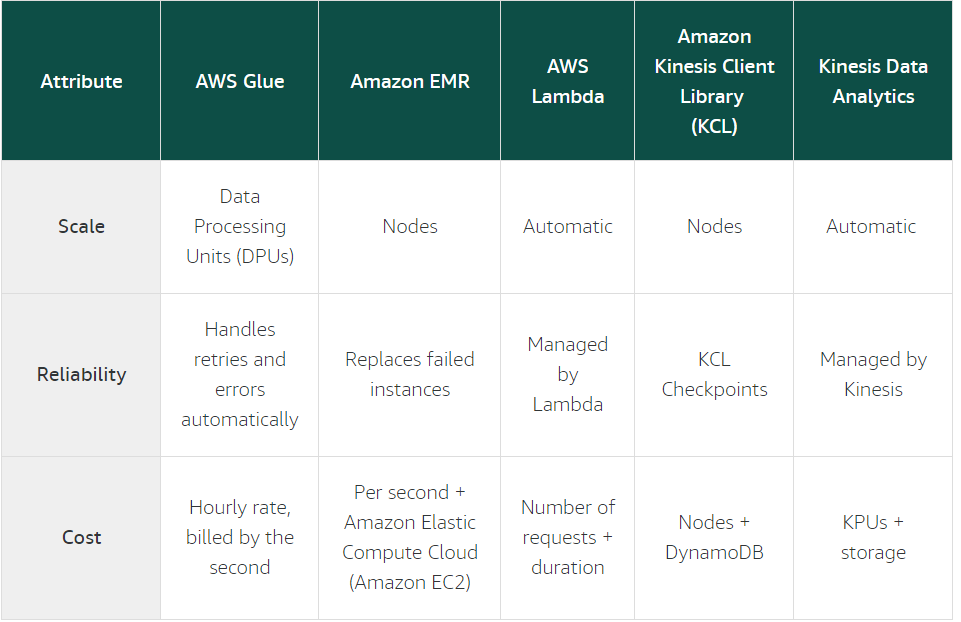 Attribute
AWS Glue
Amazon EMR
AWS
Lambda
Amazon
Kinesis Client
Library
(KCL)
Kinesis Data
Analytics
Scale
Data
Processing
Units (DPUs)
Nodes
Automatic
Nodes
Automatic
Reliability
Handles
retries and
errors
automatically
Replaces failed
instances
Managed
by
Lambda
KCL
Checkpoints
Managed by
Kinesis
Cost
Hourly rate,
billed by the
second
Per second +
Amazon Elastic
Compute Cloud
(Amazon EC2)
Number of
requests +
duration
Nodes +
DynamoDB
KPUs +
storage